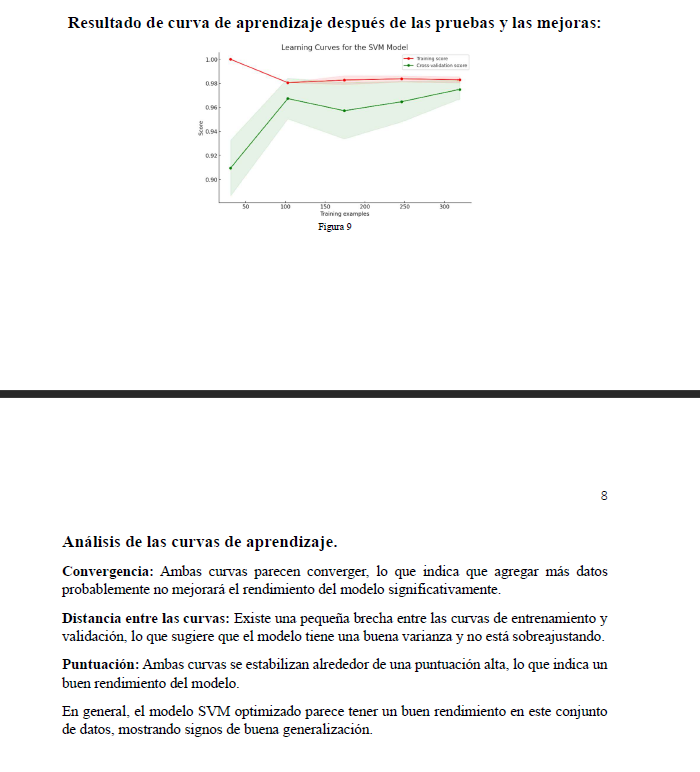 Resultado de curva de aprendizaje después de las pruebas y las mejoras:
Learning Curves for the SVM Model
Training score
Cross-validation score
1.00
0.98
0.96
0.94
0.92
0.90
Score
50 100 150 200 250 300
Training examples
Figura 9
8
Análisis de las curvas de aprendizaje.
Convergencia: Ambas curvas parecen converger, lo que indica que agregar más datos
probablemente no mejorará el rendimiento del modelo significativamente.
Distancia entre las curvas: Existe una pequeña brecha entre las curvas de entrenamiento y
validación, lo que sugiere que el modelo tiene una buena varianza y no está sobreajustando.
Puntuación: Ambas curvas se estabilizan alrededor de una puntuación alta, lo que indica un
buen rendimiento del modelo.
En general, el modelo SVM optimizado parece tener un buen rendimiento en este conjunto
de datos, mostrando signos de buena generalización.